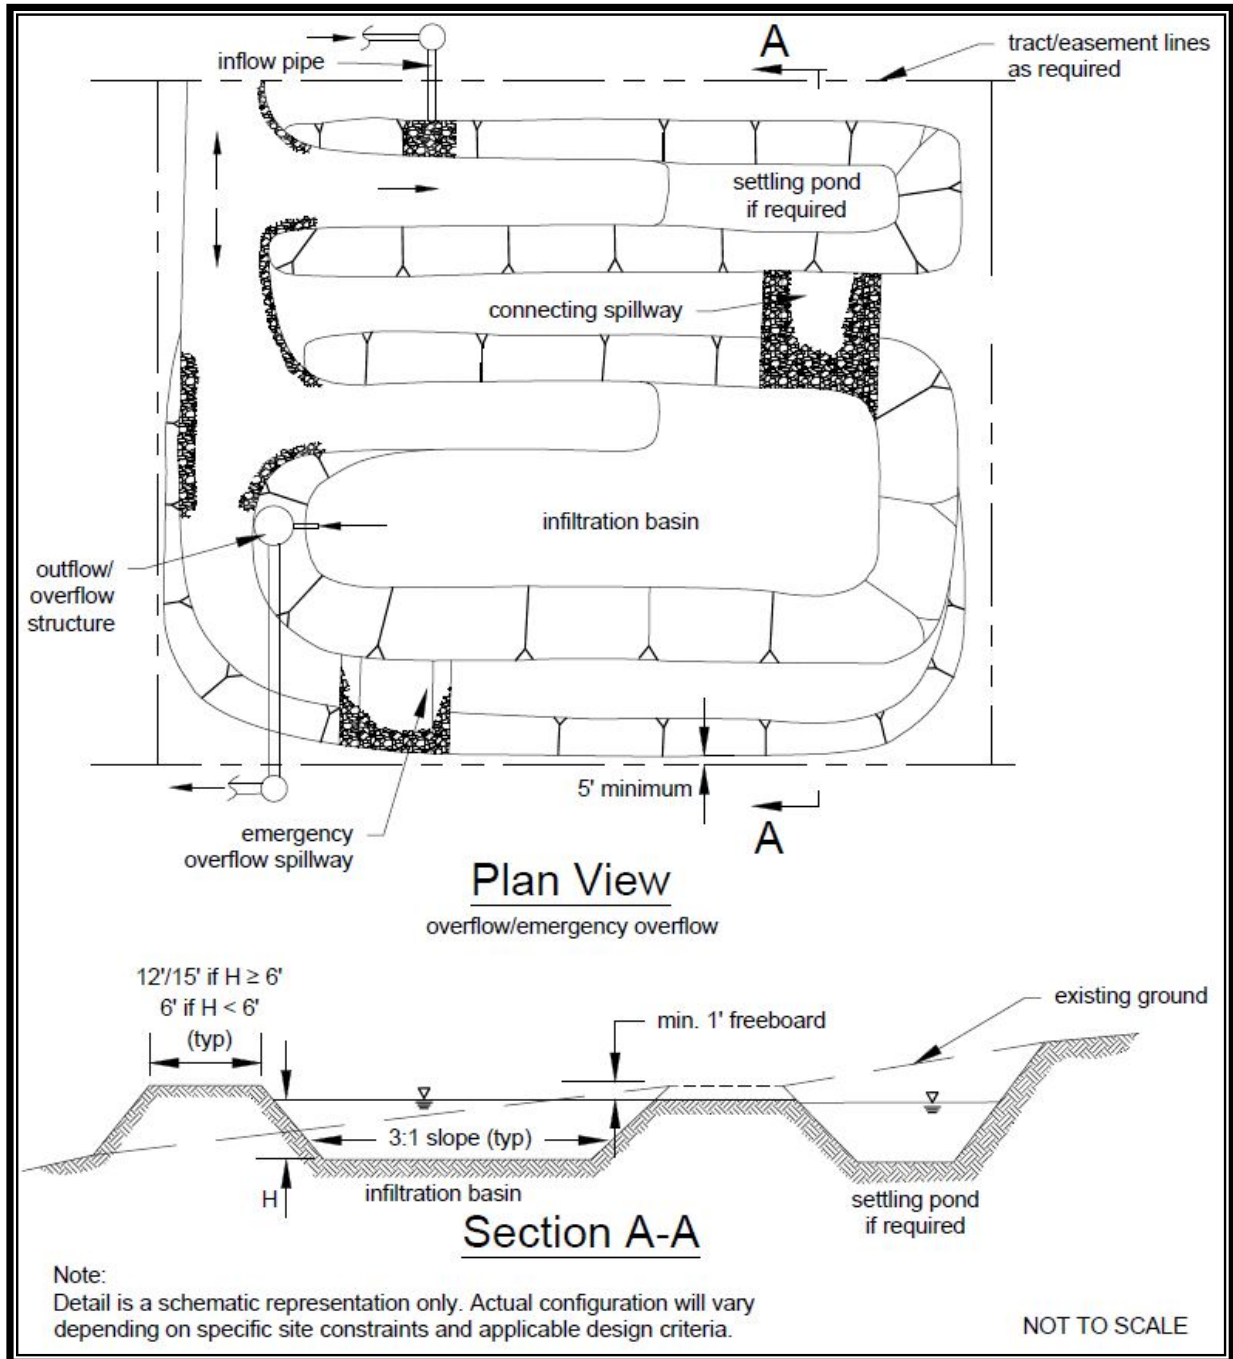 A
tract/easement lines
as required
inflow pipe
settling pond
if required
connecting spillway
infiltration basin
outflow/
overflow
structure
5' minimum
A
emergency
overflow spillway
Plan View
overflow/emergency overflow
12'/15' if H ≥ 6'
6' if H < 6'
(typ)
min. 1' freeboard
existing ground
3:1 slope (typ)
H
infiltration basin
settling pond
if required
Section A-A
Note:
Detail is a schematic representation only. Actual configuration will vary
depending on specific site constraints and applicable design criteria.
NOT TO SCALE